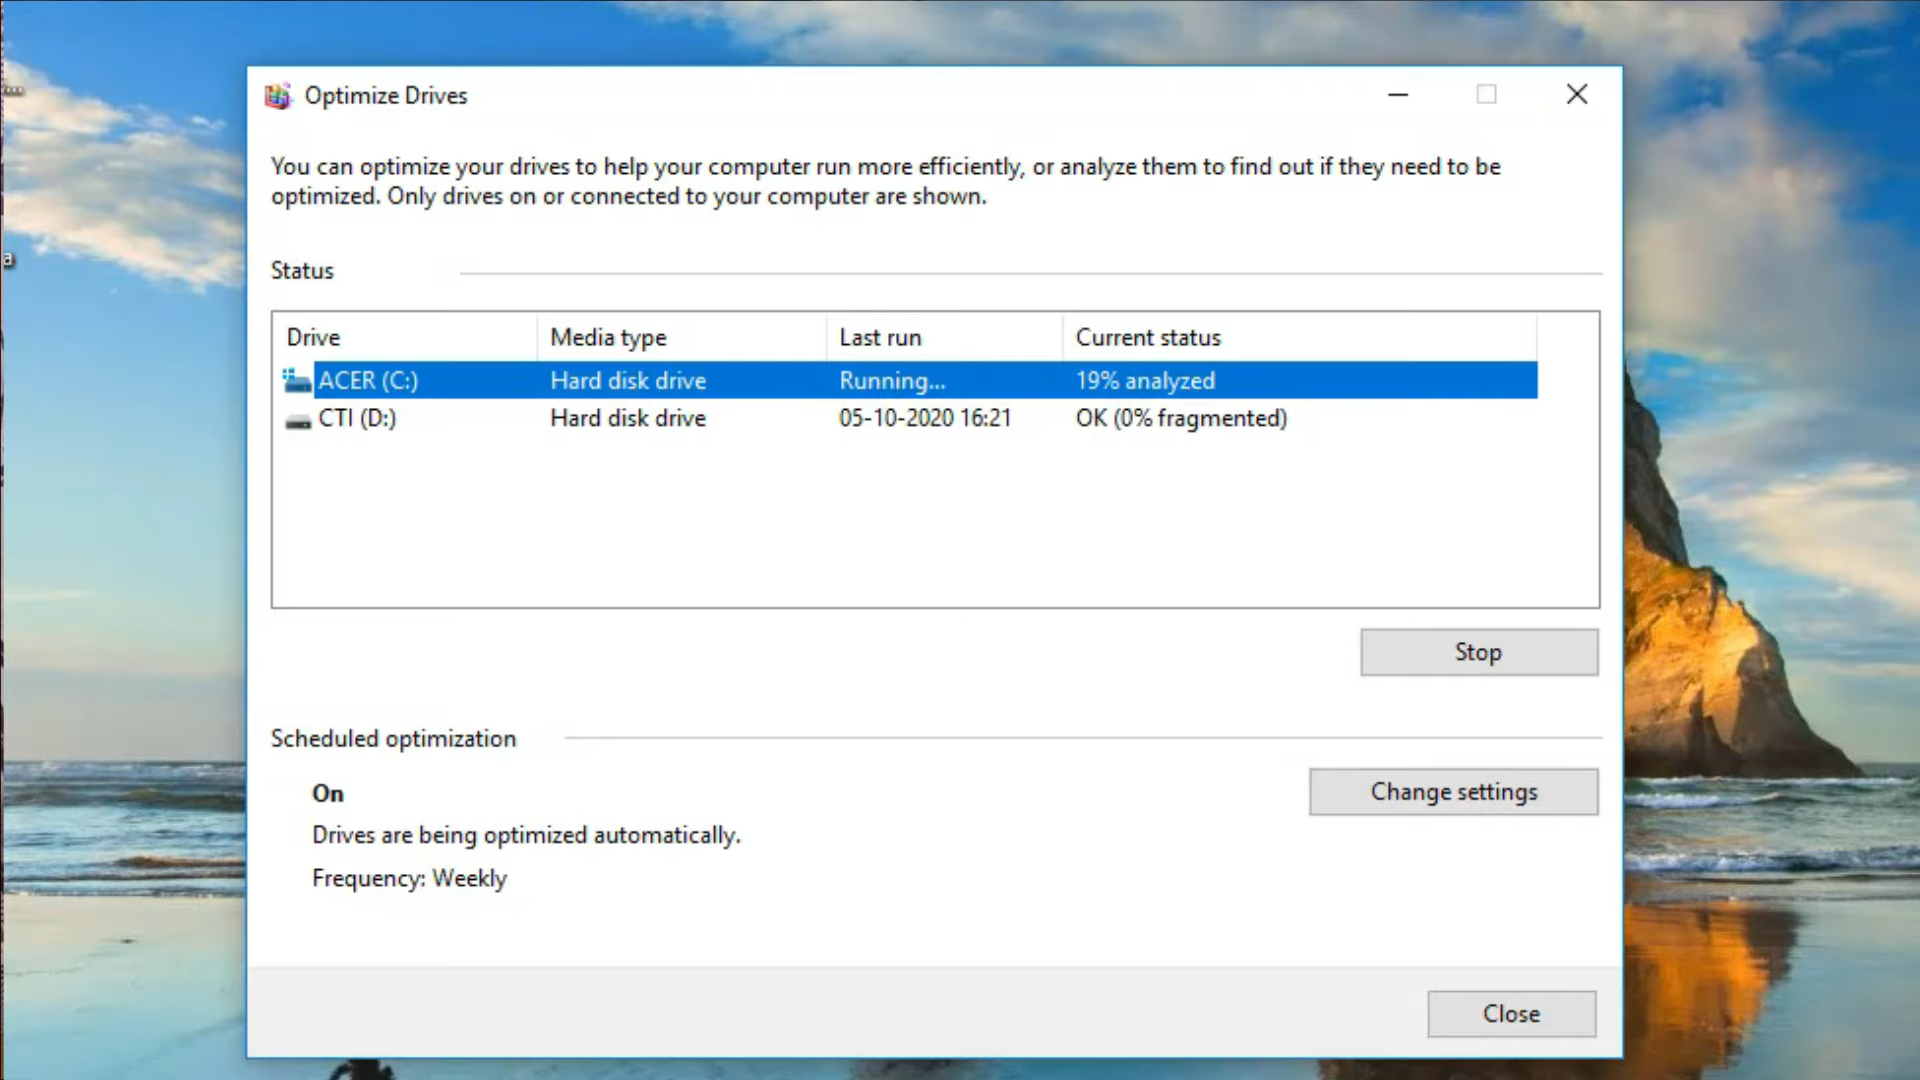 Optimize Drives
You can optimize your drives to help your computer run more efficiently, or analyze them to find out if they need to be
optimized. Only drives on or connected to your computer are shown.
Status
Drive Media type Last run Current status
ACER (C:) Hard disk drive Running... 19% analyzed
CTI (D:) Hard disk drive 05-10-2020 16:21 OK (0% fragmented)
Stop
Scheduled optimization
On
Change settings
Drives are being optimized automatically.
Frequency: Weekly
Close